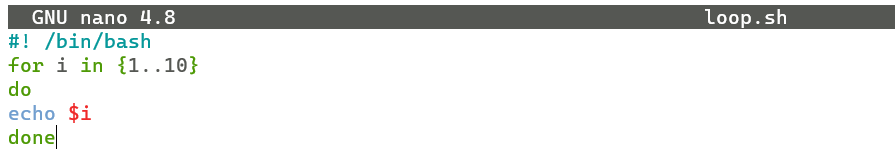 GNU nano 4.8 loop.sh
#! /bin/bash
for i in {1..10}
do
echo $i
done